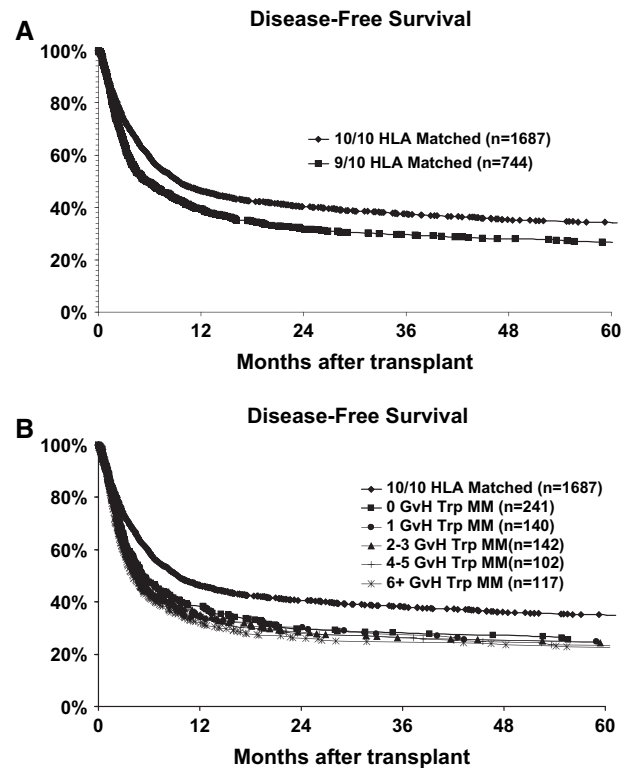 Disease-Free Survival
A
100%
80%
60%
40%
20%
0%
10/10 HLA Matched (n=1687)
9/10 HLA Matched (n=744)
0 12 24 36 48 60
Months after transplant
Disease-Free Survival
B
100%
80%
60%
40%
20%
0%
10/10 HLA Matched (n=1687)
0 GvH Trp MM (n=241)
1 GvH Trp MM (n=140)
2-3 GvH Trp MM(n=142)
4-5 GvH Trp MM(n=102)
6+ GvH Trp MM (n=117)
0 12 24 36 48 60
Months after transplant